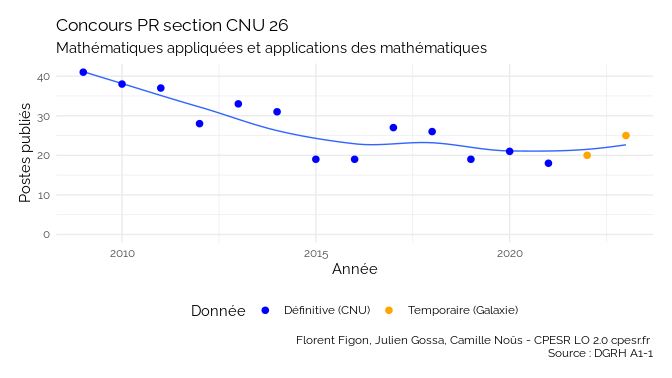 Concours PR section CNU 26
Mathématiques appliquées et applications des mathématiques
Postes publiés
40
30
20
10
0
2010
2015
2020
Année
Donnée
Définitive (CNU)
Temporaire (Galaxie)
Florent Figon, Julien Gossa, Camille Noûs - CPESR LO 2.0 cpesr.fr
Source : DGRH A1-1